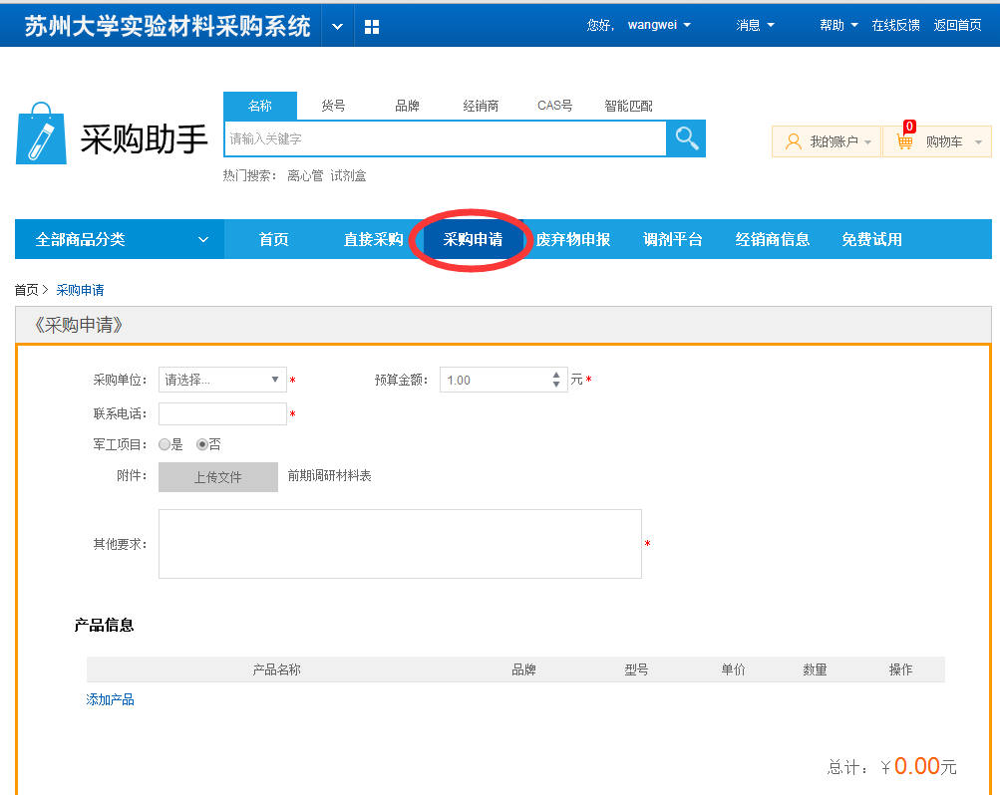 苏州大学实验材料采购系统 您好, wangwei 消息 帮助 在线反馈 返回首页
名称 货号 品牌 经销商 CAS号 智能匹配
采购助手 请输入关键字 我的账户 0 购物车
热门搜索： 离心管 试剂盒
全部商品分类 首页 直接采购 采购申请 废弃物申报 调剂平台 经销商信息 免费试用
首页> 采购申请
《采购申请》
采购单位: 请选择... * 预算金额: 1.00 元*
联系电话: *
军工项目: 是 否
附件: 上传文件 前期调研材料表
其他要求: *
产品信息
产品名称 品牌 型号 单价 数量 操作
添加产品
总计：￥0.00元